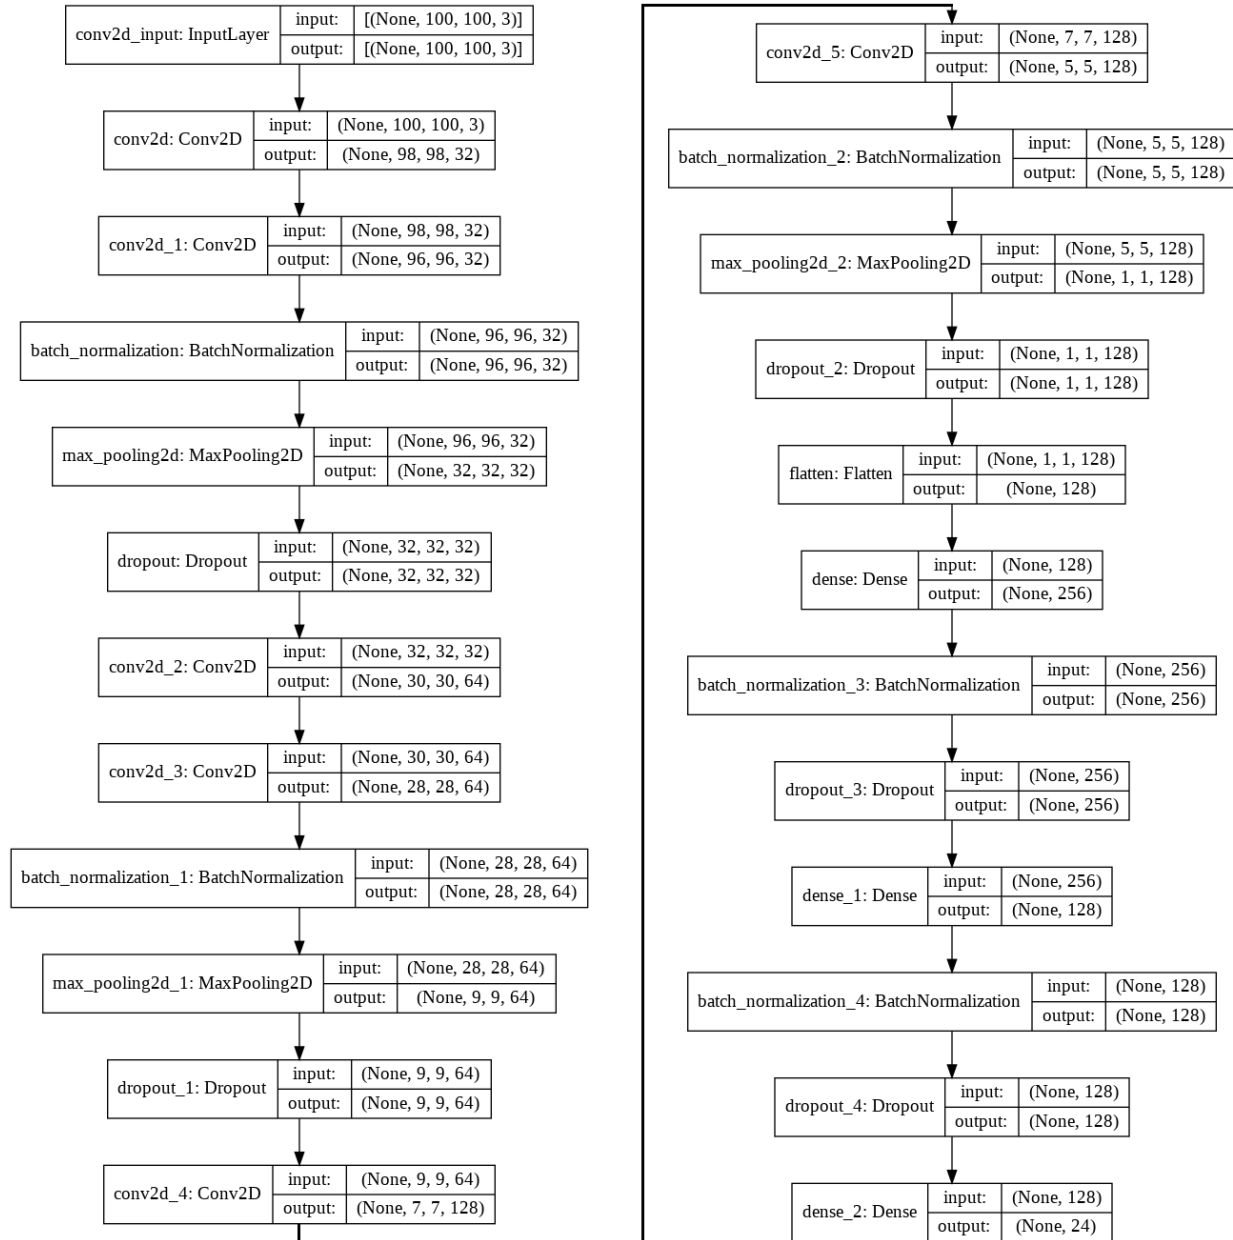 conv2d_input: InputLayer
input: [(None, 100, 100, 3)]
output: [(None, 100, 100, 3)]
conv2d: Conv2D
input: (None, 100, 100, 3)
output: (None, 98, 98, 32)
conv2d_1: Conv2D
input: (None, 98, 98, 32)
output: (None, 96, 96, 32)
batch_normalization: BatchNormalization
input: (None, 96, 96, 32)
output: (None, 96, 96, 32)
max_pooling2d: MaxPooling2D
input: (None, 96, 96, 32)
output: (None, 32, 32, 32)
dropout: Dropout
input: (None, 32, 32, 32)
output: (None, 32, 32, 32)
conv2d_2: Conv2D
input: (None, 32, 32, 32)
output: (None, 30, 30, 64)
conv2d_3: Conv2D
input: (None, 30, 30, 64)
output: (None, 28, 28, 64)
batch_normalization_1: BatchNormalization
input: (None, 28, 28, 64)
output: (None, 28, 28, 64)
max_pooling2d_1: MaxPooling2D
input: (None, 28, 28, 64)
output: (None, 9, 9, 64)
dropout_1: Dropout
input: (None, 9, 9, 64)
output: (None, 9, 9, 64)
conv2d_4: Conv2D
input: (None, 9, 9, 64)
output: (None, 7, 7, 128)
conv2d_5: Conv2D
input: (None, 7, 7, 128)
output: (None, 5, 5, 128)
batch_normalization_2: BatchNormalization
input: (None, 5, 5, 128)
output: (None, 5, 5, 128)
max_pooling2d_2: MaxPooling2D
input: (None, 5, 5, 128)
output: (None, 1, 1, 128)
dropout_2: Dropout
input: (None, 1, 1, 128)
output: (None, 1, 1, 128)
flatten: Flatten
input: (None, 1, 1, 128)
output: (None, 128)
dense: Dense
input: (None, 128)
output: (None, 256)
batch_normalization_3: BatchNormalization
input: (None, 256)
output: (None, 256)
dropout_3: Dropout
input: (None, 256)
output: (None, 256)
dense_1: Dense
input: (None, 256)
output: (None, 128)
batch_normalization_4: BatchNormalization
input: (None, 128)
output: (None, 128)
dropout_4: Dropout
input: (None, 128)
output: (None, 128)
dense_2: Dense
input: (None, 128)
output: (None, 24)